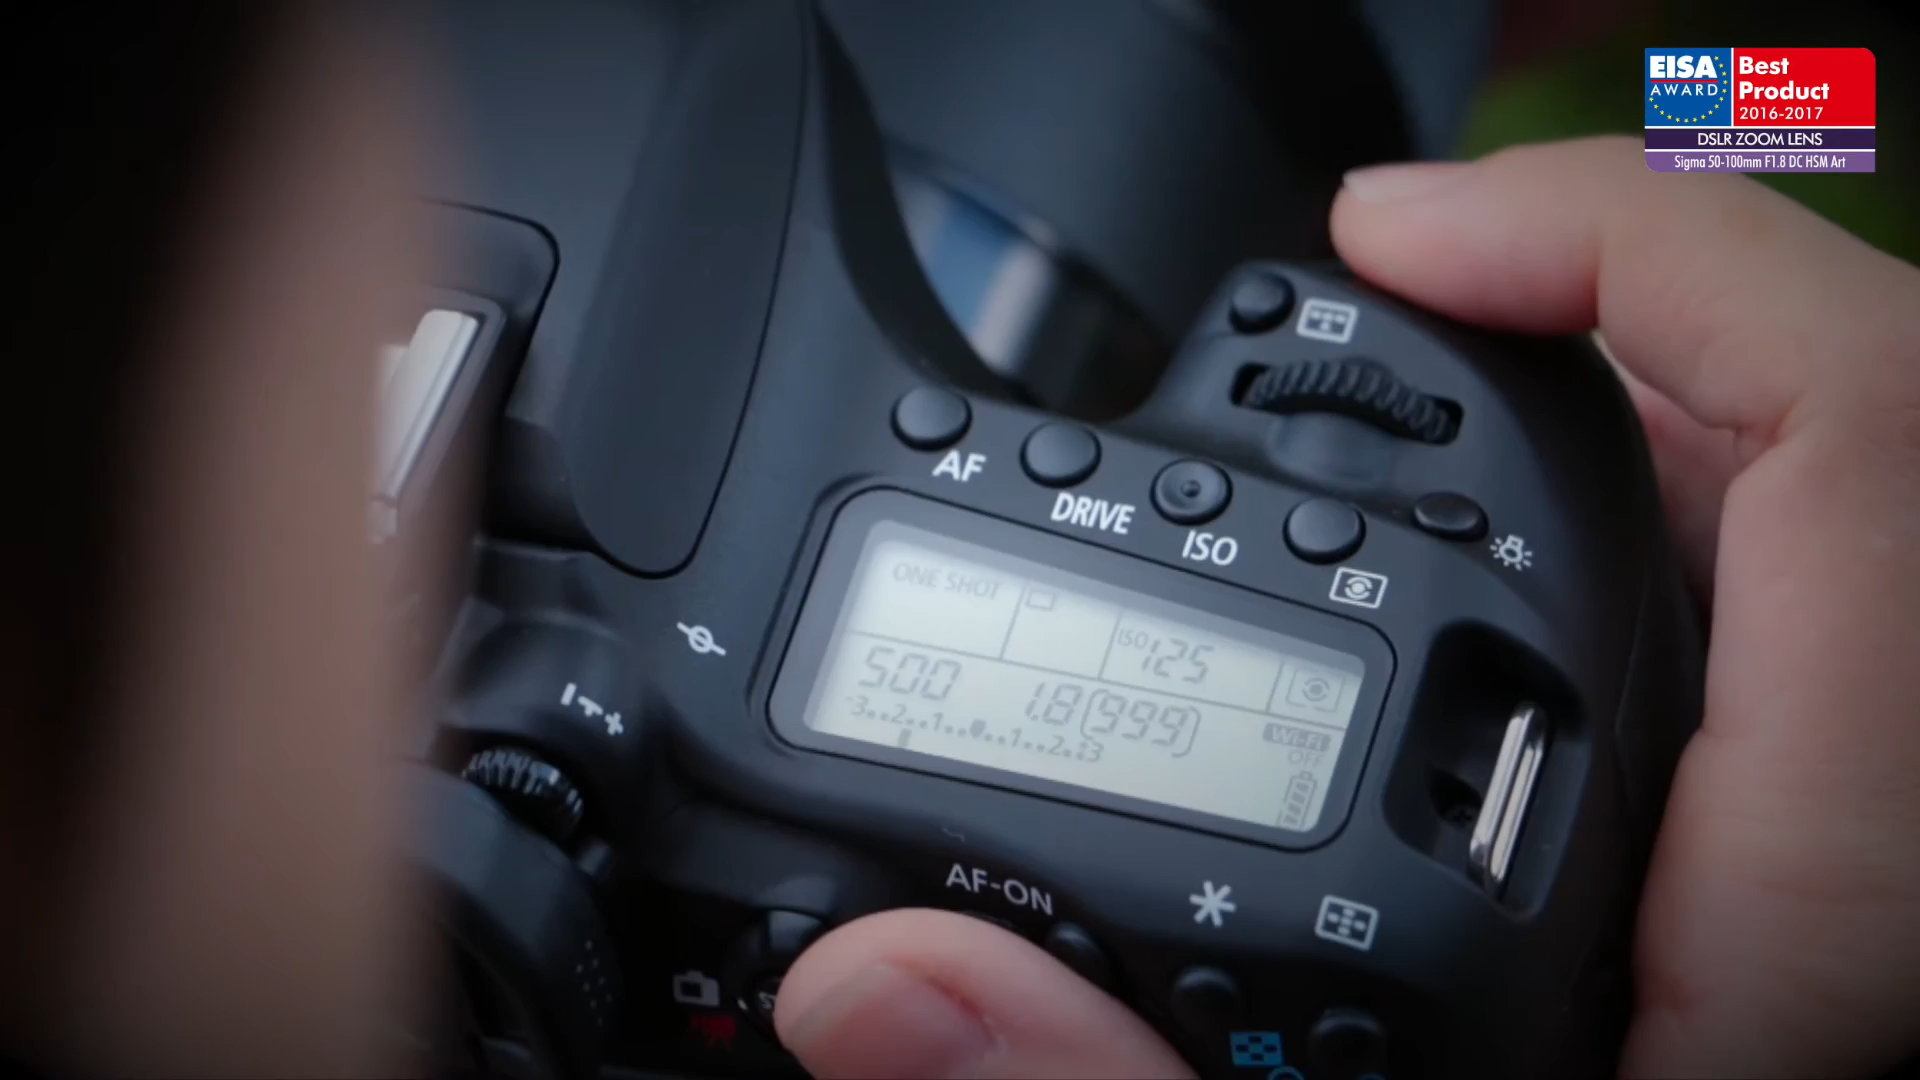 EISA
AWARD
Best
Product
2016-2017
DSLR ZOOM LENS
Sigma 50-100mm F1.8 DC HSM Art
AF
DRIVE
ISO
ONE SHOT
ISO 125
500 1.8 [999]
-3..2..1.. ..1..2..+3
Wi-Fi
OFF
AF-ON